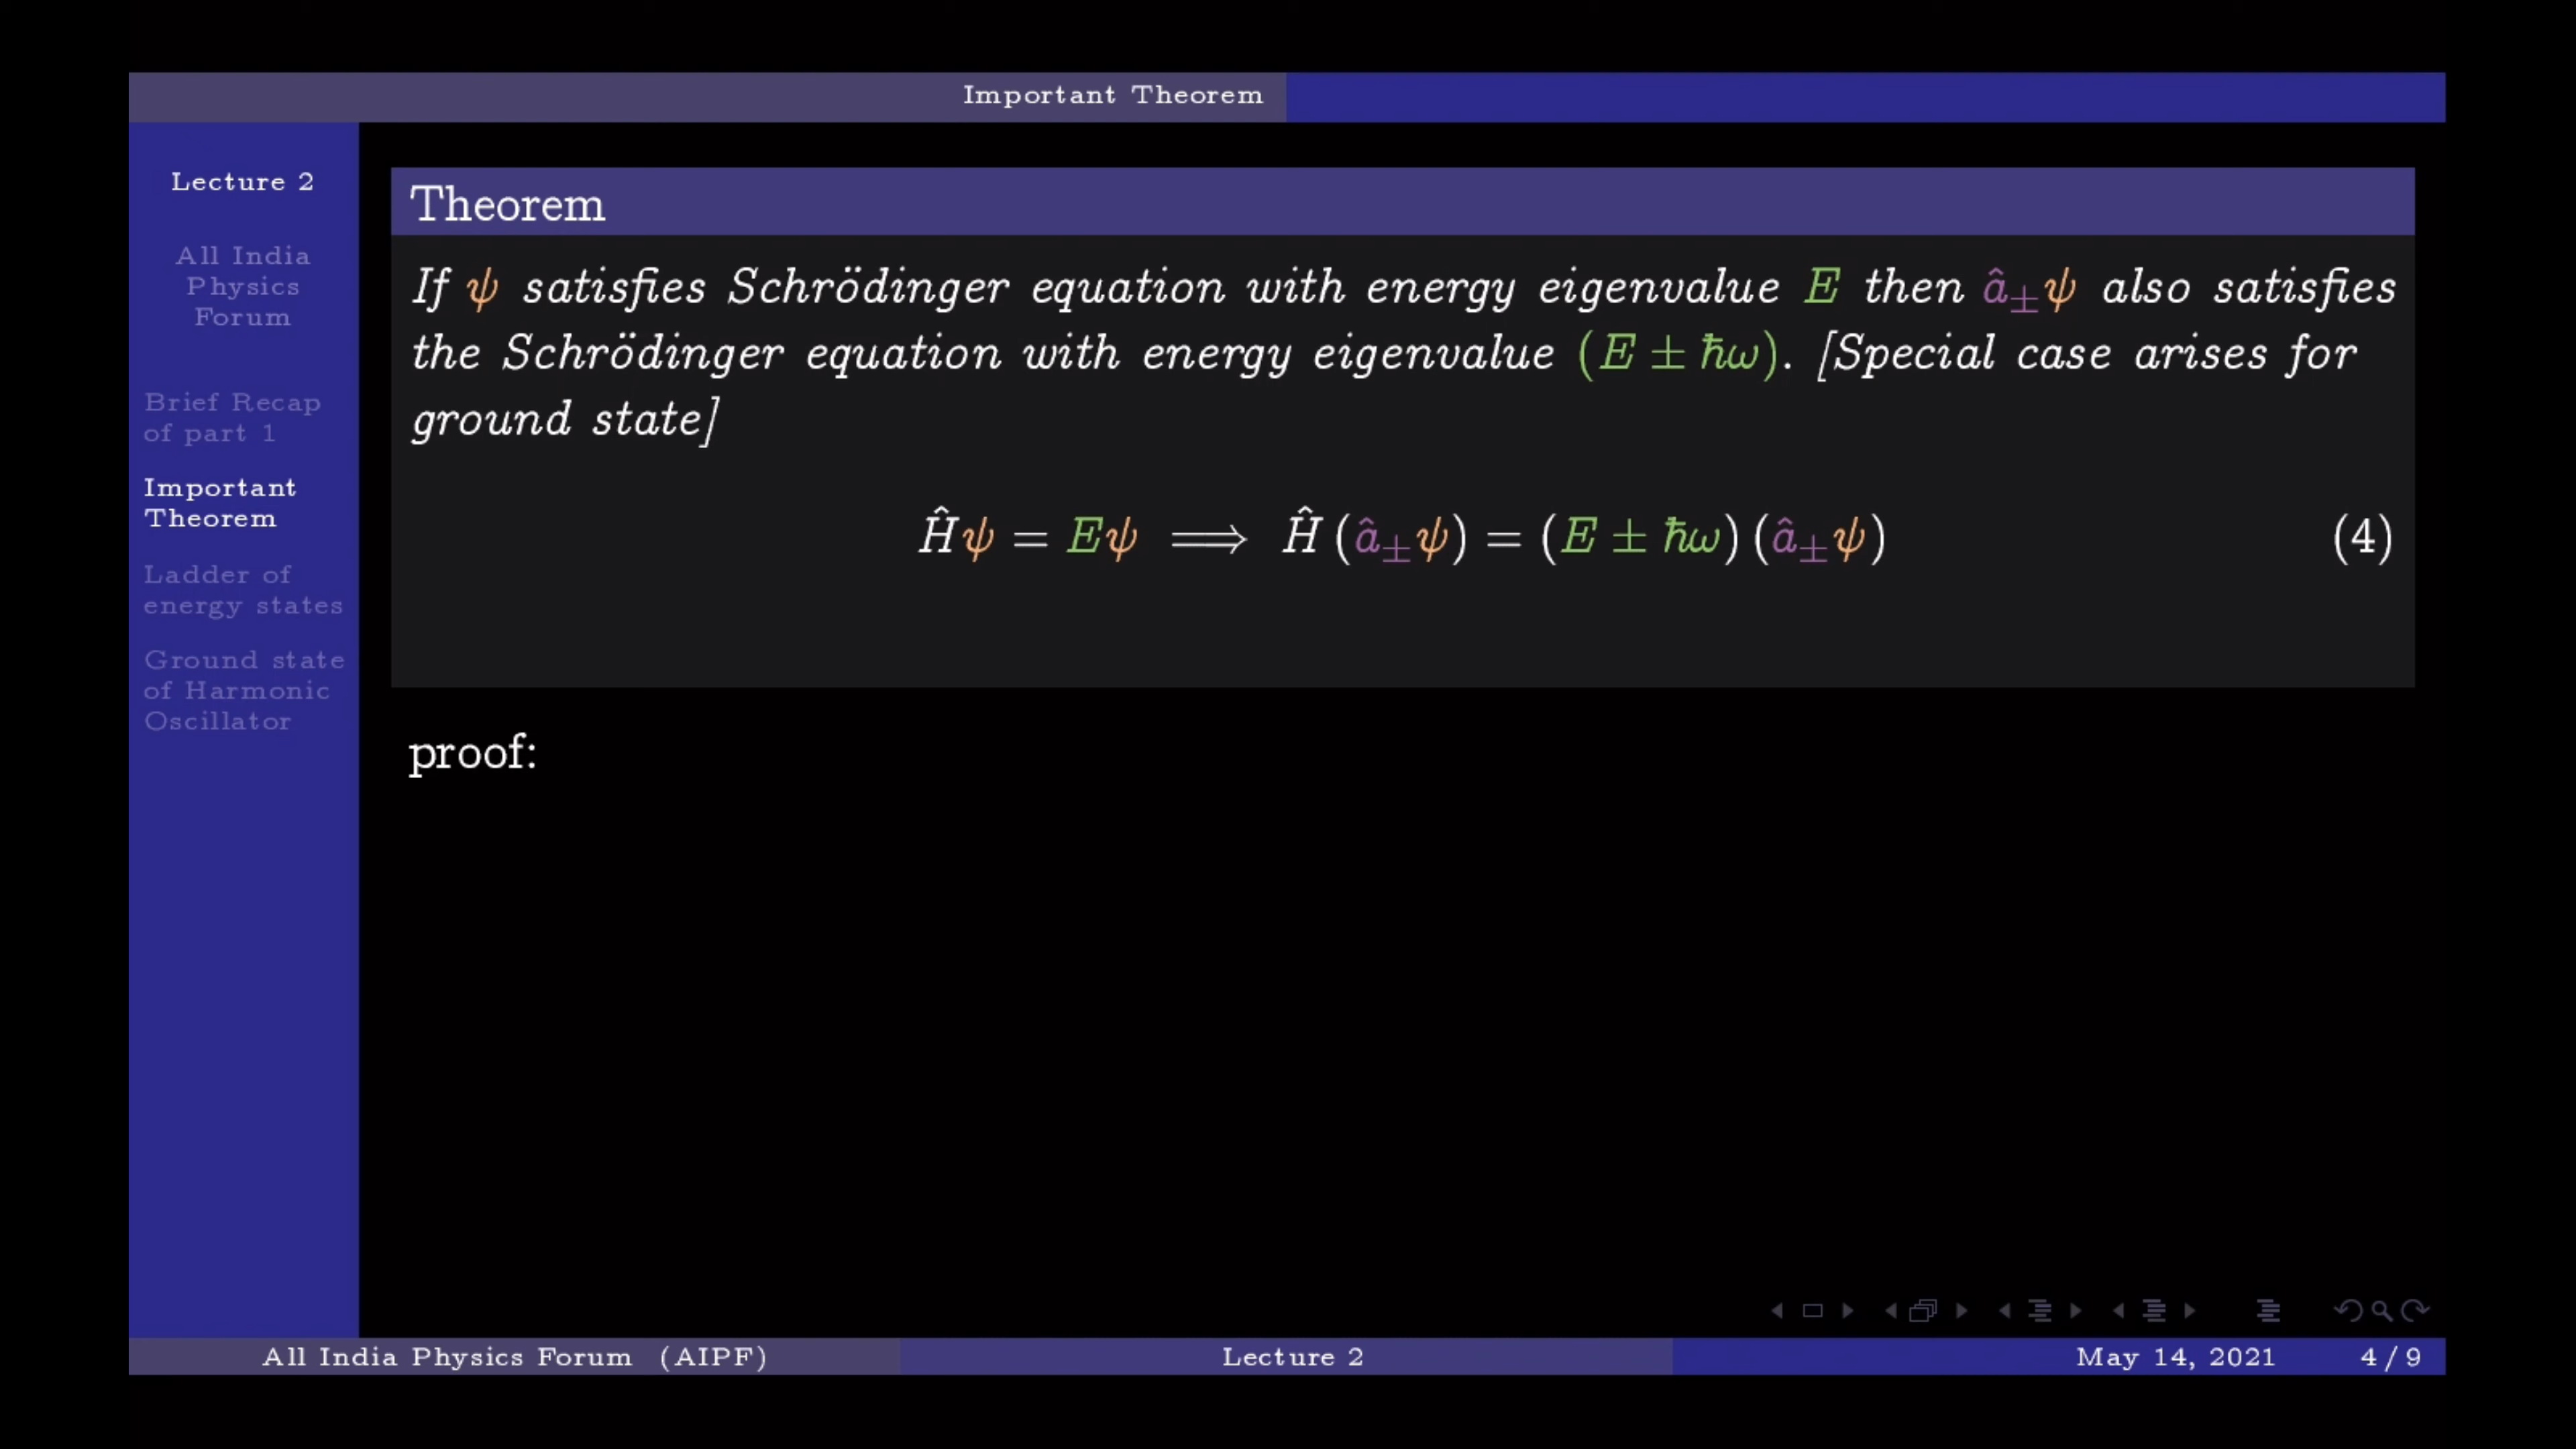 Important Theorem
Lecture 2
All India
Physics
Forum
Brief Recap
of part 1
Important
Theorem
Ladder of
energy states
Ground state
of Harmonic
Oscillator
Theorem
If ψ satisfies Schrödinger equation with energy eigenvalue E then â±ψ also satisfies
the Schrödinger equation with energy eigenvalue (E ± ħω). [Special case arises for
ground state]
Ĥψ = Eψ ⟹ Ĥ(â±ψ) = (E ± ħω)(â±ψ) (4)
proof:
All India Physics Forum (AIPF) Lecture 2 May 14, 2021 4 / 9